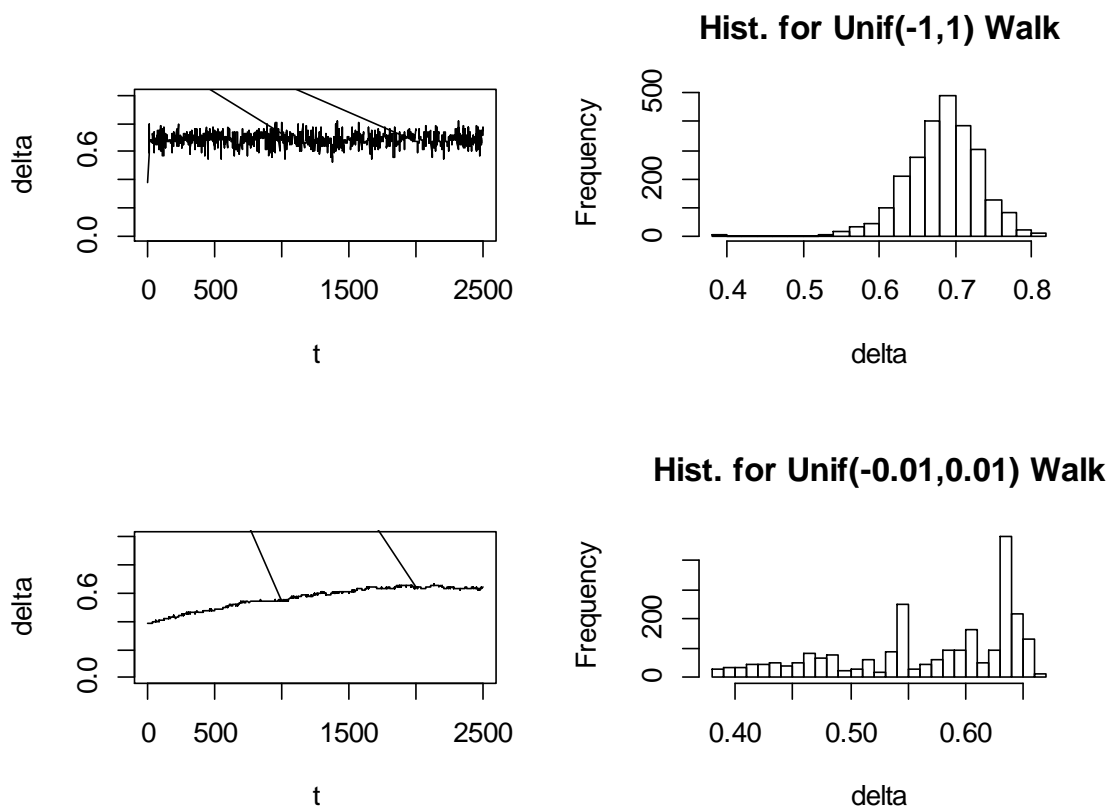 Hist. for Unif(-1,1) Walk
delta
0.0
0.6
0 500 1500 2500
t
Frequency
0 200 500
0.4 0.5 0.6 0.7 0.8
delta
Hist. for Unif(-0.01,0.01) Walk
delta
0.0
0.6
0 500 1500 2500
t
Frequency
0 200
0.40 0.50 0.60
delta